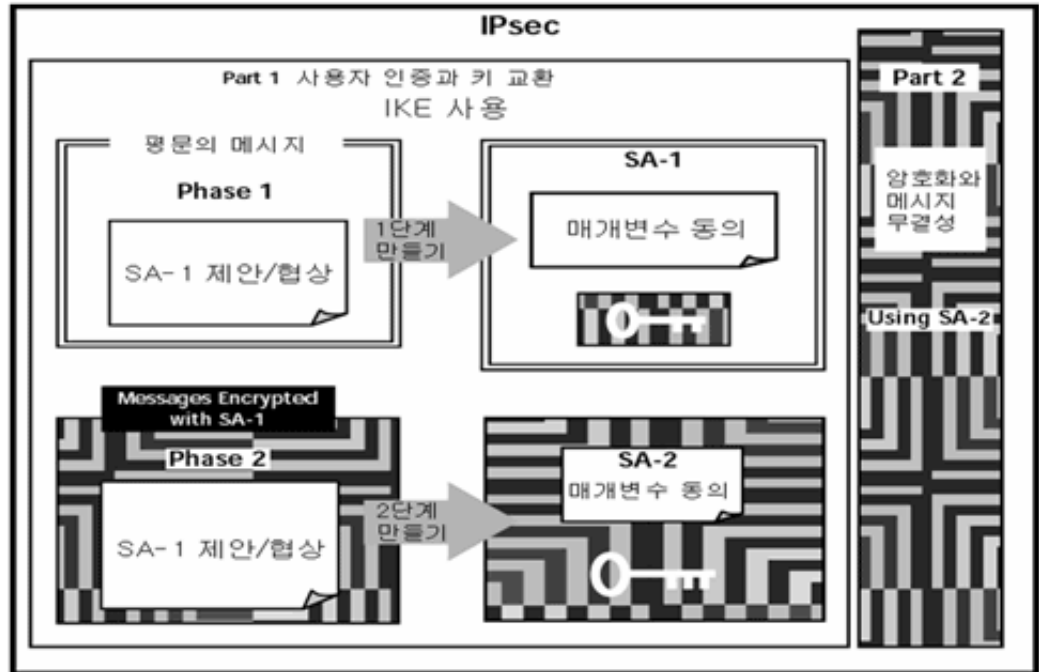 IPsec
Part 1 사용자 인증과 키 교환
IKE 사용
평문의 메시지
Phase 1
SA-1 제안/협상
1단계
만들기
SA-1
매개변수 동의
Messages Encrypted
with SA-1
Phase 2
SA-1 제안/협상
2단계
만들기
SA-2
매개변수 동의
Part 2
암호화와
메시지
무결성
Using SA-2